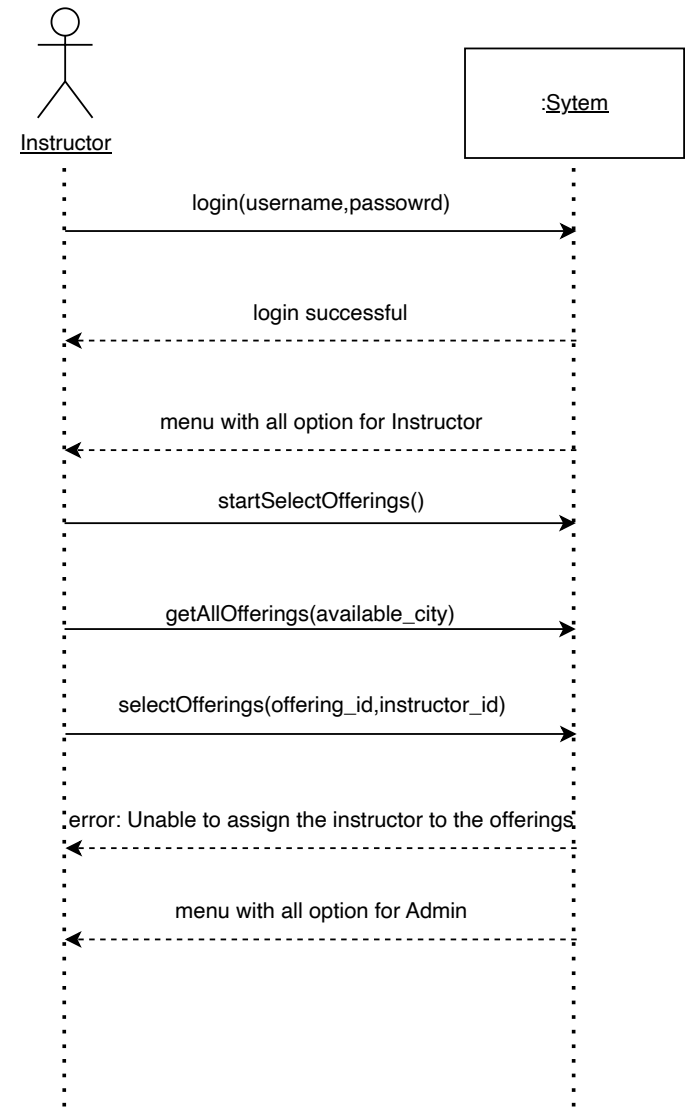 Instructor
:Sytem
login(username,passowrd)
login successful
menu with all option for Instructor
startSelectOfferings()
getAllOfferings(available_city)
selectOfferings(offering_id,instructor_id)
error: Unable to assign the instructor to the offerings
menu with all option for Admin